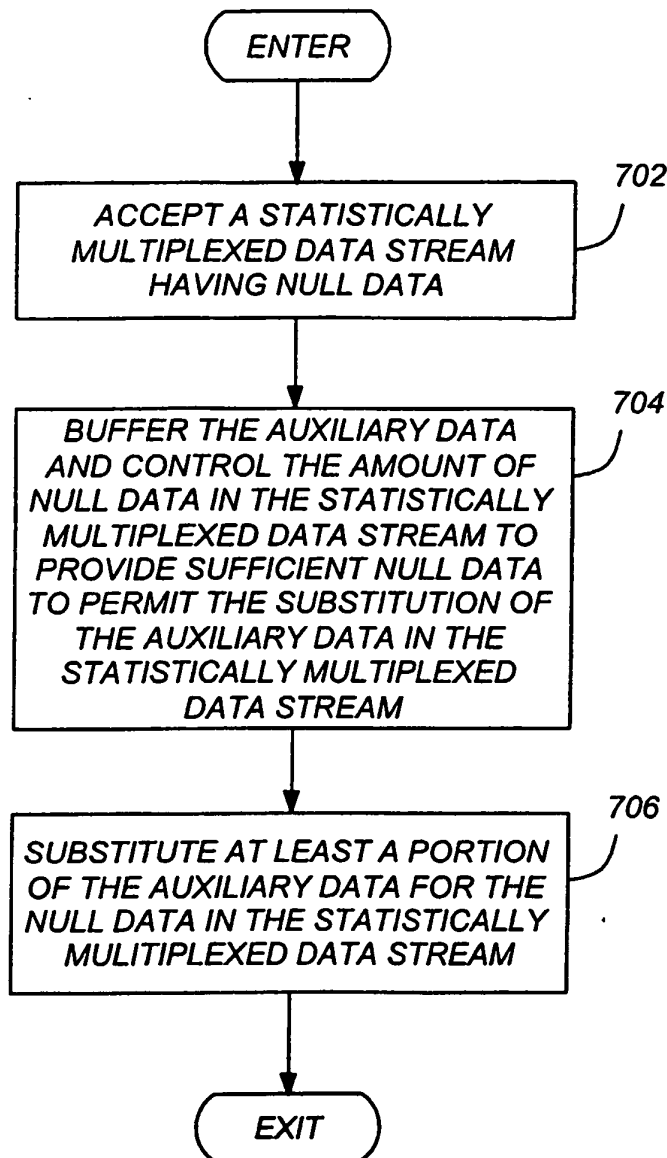 ENTER
702
ACCEPT A STATISTICALLY
MULTIPLEXED DATA STREAM
HAVING NULL DATA
704
BUFFER THE AUXILIARY DATA
AND CONTROL THE AMOUNT OF
NULL DATA IN THE STATISTICALLY
MULTIPLEXED DATA STREAM TO
PROVIDE SUFFICIENT NULL DATA
TO PERMIT THE SUBSTITUTION OF
THE AUXILIARY DATA IN THE
STATISTICALLY MULTIPLEXED
DATA STREAM
706
SUBSTITUTE AT LEAST A PORTION
OF THE AUXILIARY DATA FOR THE
NULL DATA IN THE STATISTICALLY
MULITIPLEXED DATA STREAM
EXIT